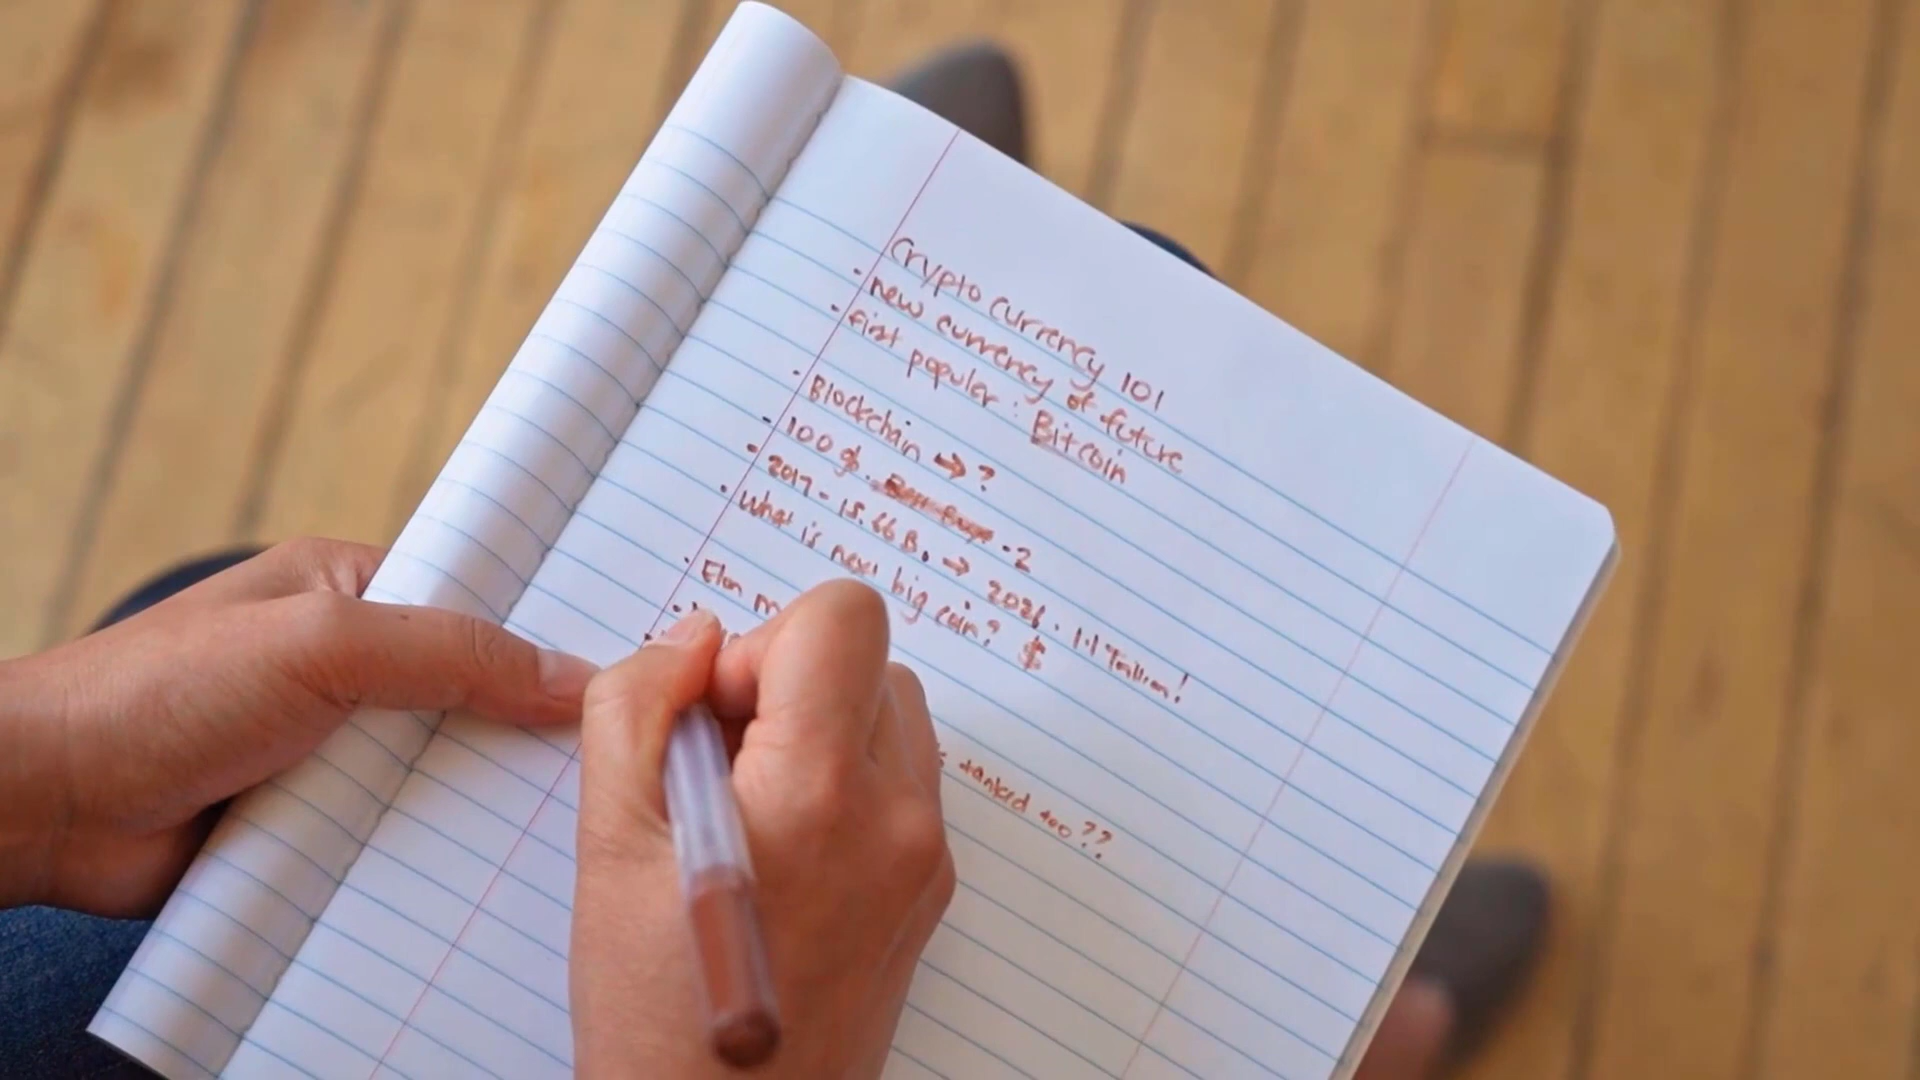 Crypto Currency 101
• new currency of future
• first popular : Bitcoin
• Blockchain → ?
• 100
• 2017 - 15.66 B. → 2021. 1.1 Trillion!
• What is next big coin? $
• Elon
tanked too??